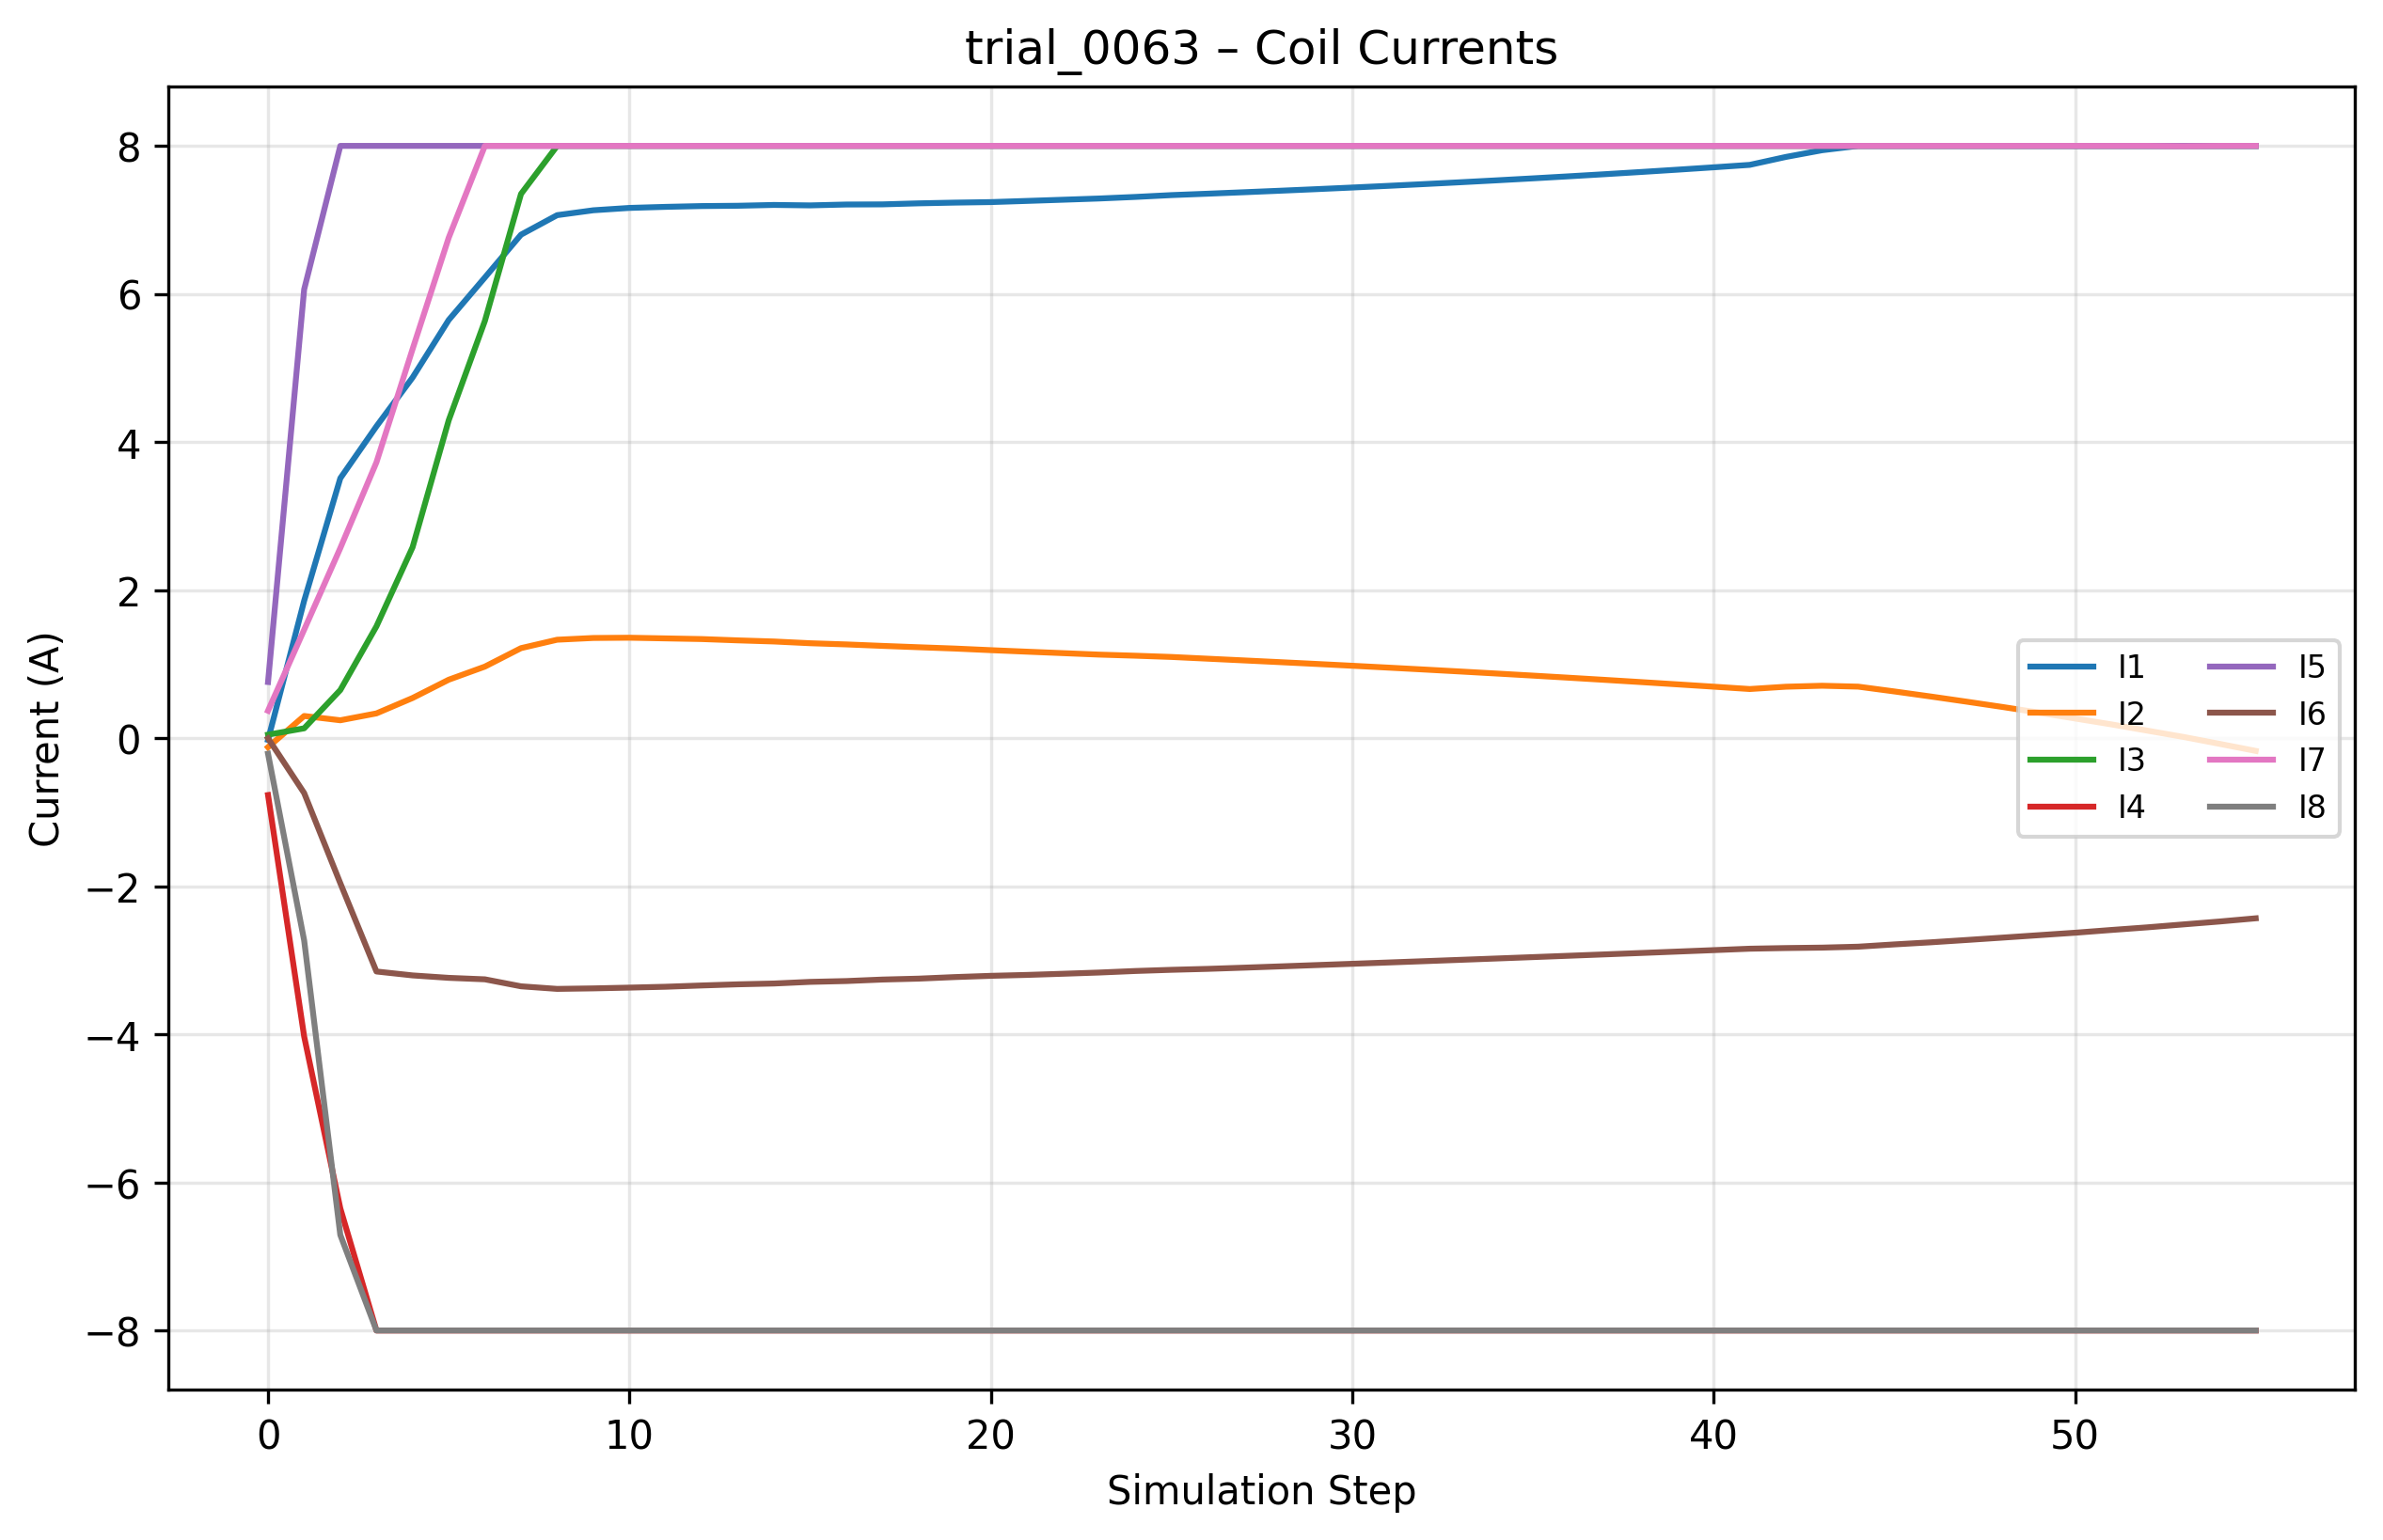 trial_0063 – Coil Currents
Current (A)
8
6
4
2
0
−2
−4
−6
−8
I1
I2
I3
I4
I5
I6
I7
I8
0
10
20
30
40
50
Simulation Step